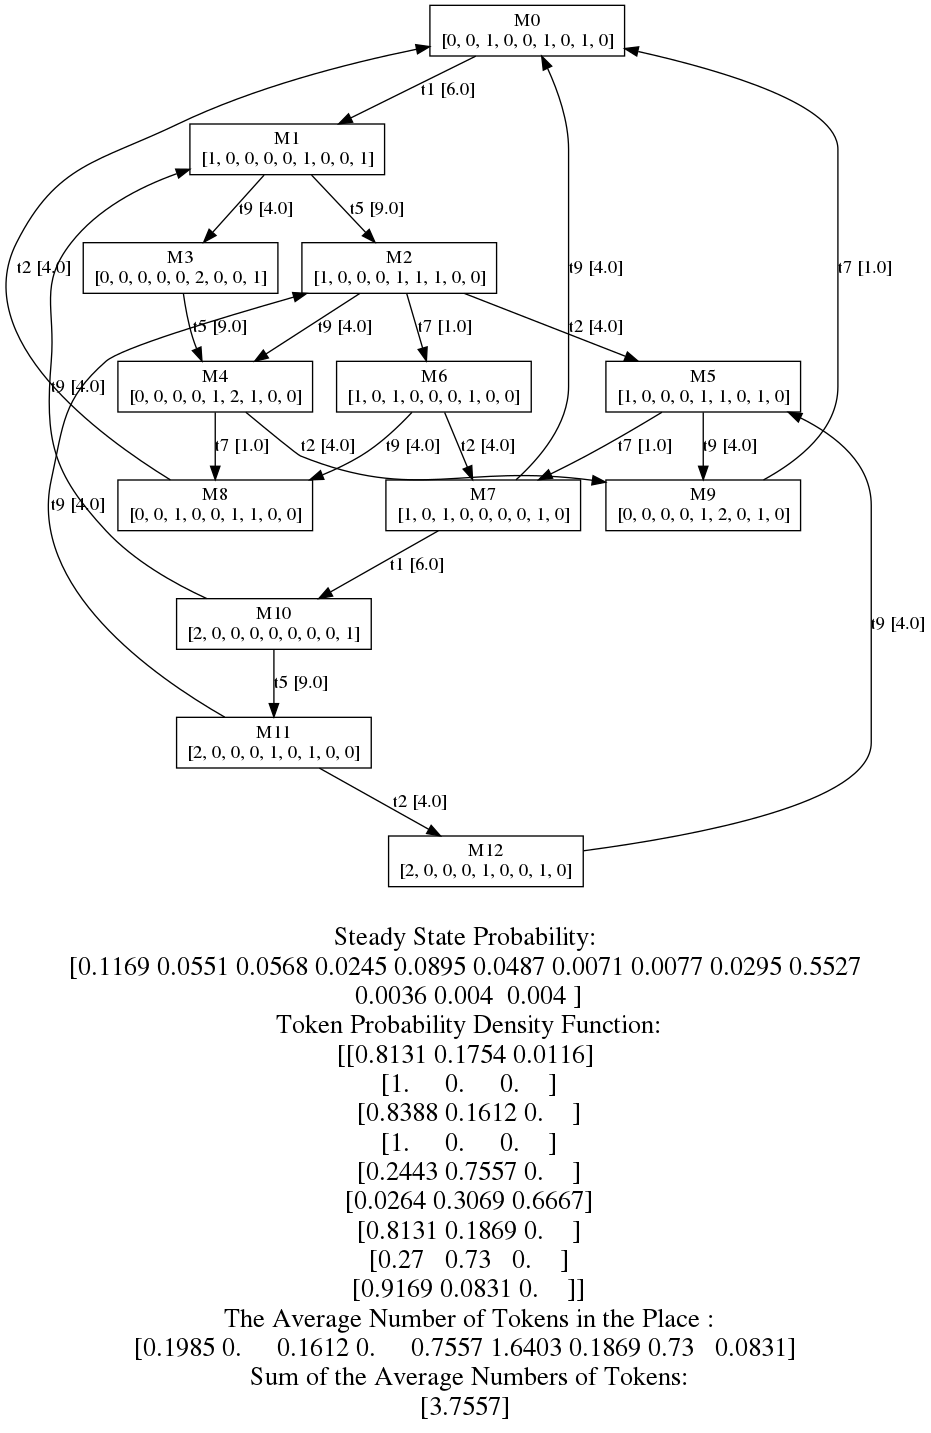 M0
[0, 0, 1, 0, 0, 1, 0, 1, 0]
t1 [6.0]
M1
[1, 0, 0, 0, 0, 1, 0, 0, 1]
t9 [4.0]
t5 [9.0]
M3
[0, 0, 0, 0, 0, 2, 0, 0, 1]
M2
[1, 0, 0, 0, 1, 1, 1, 0, 0]
t2 [4.0]
t9 [4.0]
t7 [1.0]
t5 [9.0]
t9 [4.0]
t7 [1.0]
t2 [4.0]
M4
[0, 0, 0, 0, 1, 2, 1, 0, 0]
M6
[1, 0, 1, 0, 0, 0, 1, 0, 0]
M5
[1, 0, 0, 0, 1, 1, 0, 1, 0]
t9 [4.0]
t7 [1.0]
t2 [4.0]
t9 [4.0]
t2 [4.0]
t7 [1.0]
t9 [4.0]
M8
[0, 0, 1, 0, 0, 1, 1, 0, 0]
M7
[1, 0, 1, 0, 0, 0, 0, 1, 0]
M9
[0, 0, 0, 0, 1, 2, 0, 1, 0]
t9 [4.0]
t1 [6.0]
M10
[2, 0, 0, 0, 0, 0, 0, 0, 1]
t9 [4.0]
t5 [9.0]
M11
[2, 0, 0, 0, 1, 0, 1, 0, 0]
t2 [4.0]
M12
[2, 0, 0, 0, 1, 0, 0, 1, 0]
Steady State Probability:
[0.1169 0.0551 0.0568 0.0245 0.0895 0.0487 0.0071 0.0077 0.0295 0.5527
0.0036 0.004 0.004 ]
Token Probability Density Function:
[[0.8131 0.1754 0.0116]
[1. 0. 0. ]
[0.8388 0.1612 0. ]
[1. 0. 0. ]
[0.2443 0.7557 0. ]
[0.0264 0.3069 0.6667]
[0.8131 0.1869 0. ]
[0.27 0.73 0. ]
[0.9169 0.0831 0. ]]
The Average Number of Tokens in the Place :
[0.1985 0. 0.1612 0. 0.7557 1.6403 0.1869 0.73 0.0831]
Sum of the Average Numbers of Tokens:
[3.7557]